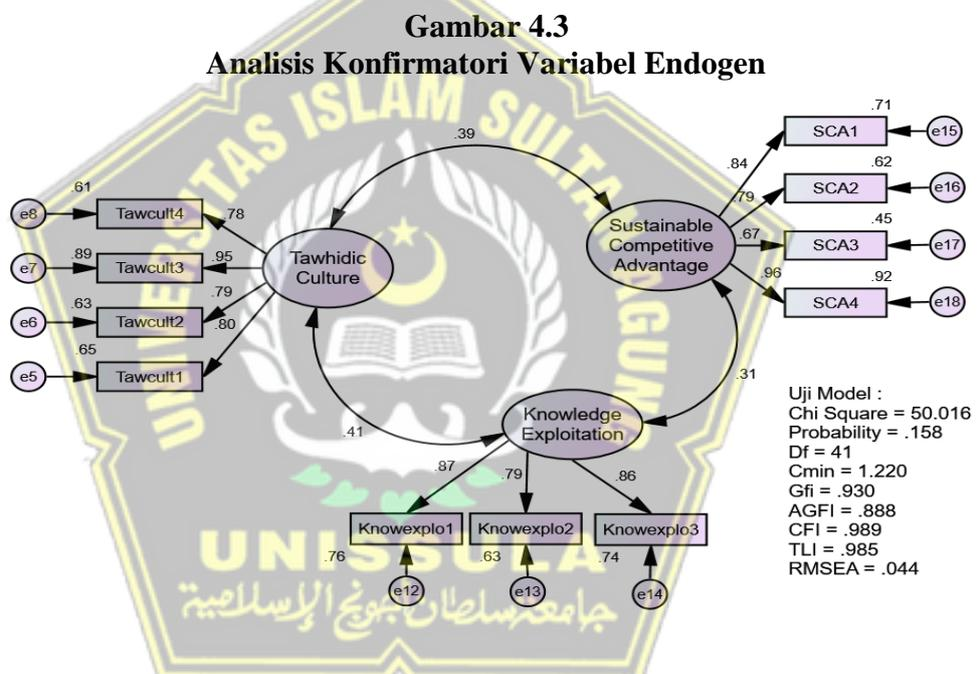 Gambar 4.3
Analisis Konfirmatori Variabel Endogen
UNIVERSITAS ISLAM SULTAN AGUNG
.39
.71
SCA1
e15
.84
.62
SCA2
e16
.79
.45
SCA3
e17
.67
.92
SCA4
e18
.96
Sustainable
Competitive
Advantage
.61
e8
Tawcult4
.78
.89
e7
Tawcult3
.95
.63
e6
Tawcult2
.79
.65
e5
Tawcult1
.80
Tawhidic
Culture
.31
.41
Knowledge
Exploitation
.87
.79
.86
Knowexplo1
Knowexplo2
Knowexplo3
.76
.63
.74
e12
e13
e14
Uji Model :
Chi Square = 50.016
Probability = .158
Df = 41
Cmin = 1.220
Gfi = .930
AGFI = .888
CFI = .989
TLI = .985
RMSEA = .044
UNISSULA
جامعة سلطان أجونج الإسلامية